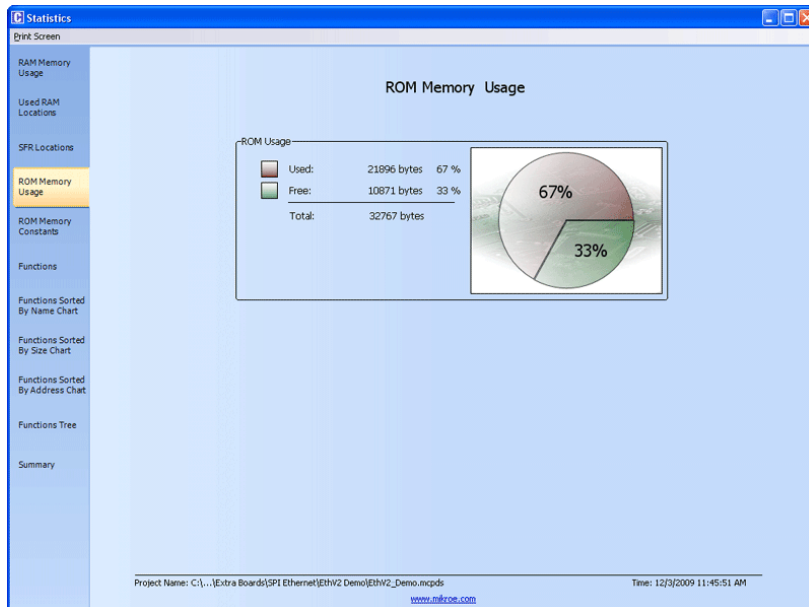 Statistics
Print Screen
RAM Memory
Usage
Used RAM
Locations
SFR Locations
ROM Memory
Usage
ROM Memory
Constants
Functions
Functions Sorted
By Name Chart
Functions Sorted
By Size Chart
Functions Sorted
By Address Chart
Functions Tree
Summary
ROM Memory Usage
ROM Usage
Used: 21896 bytes 67 %
Free: 10871 bytes 33 %
Total: 32767 bytes
67%
33%
Project Name: C:\...\Extra Boards\SPI Ethernet\EthV2 Demo\EthV2_Demo.mcpds
Time: 12/3/2009 11:45:51 AM
www.mikroe.com